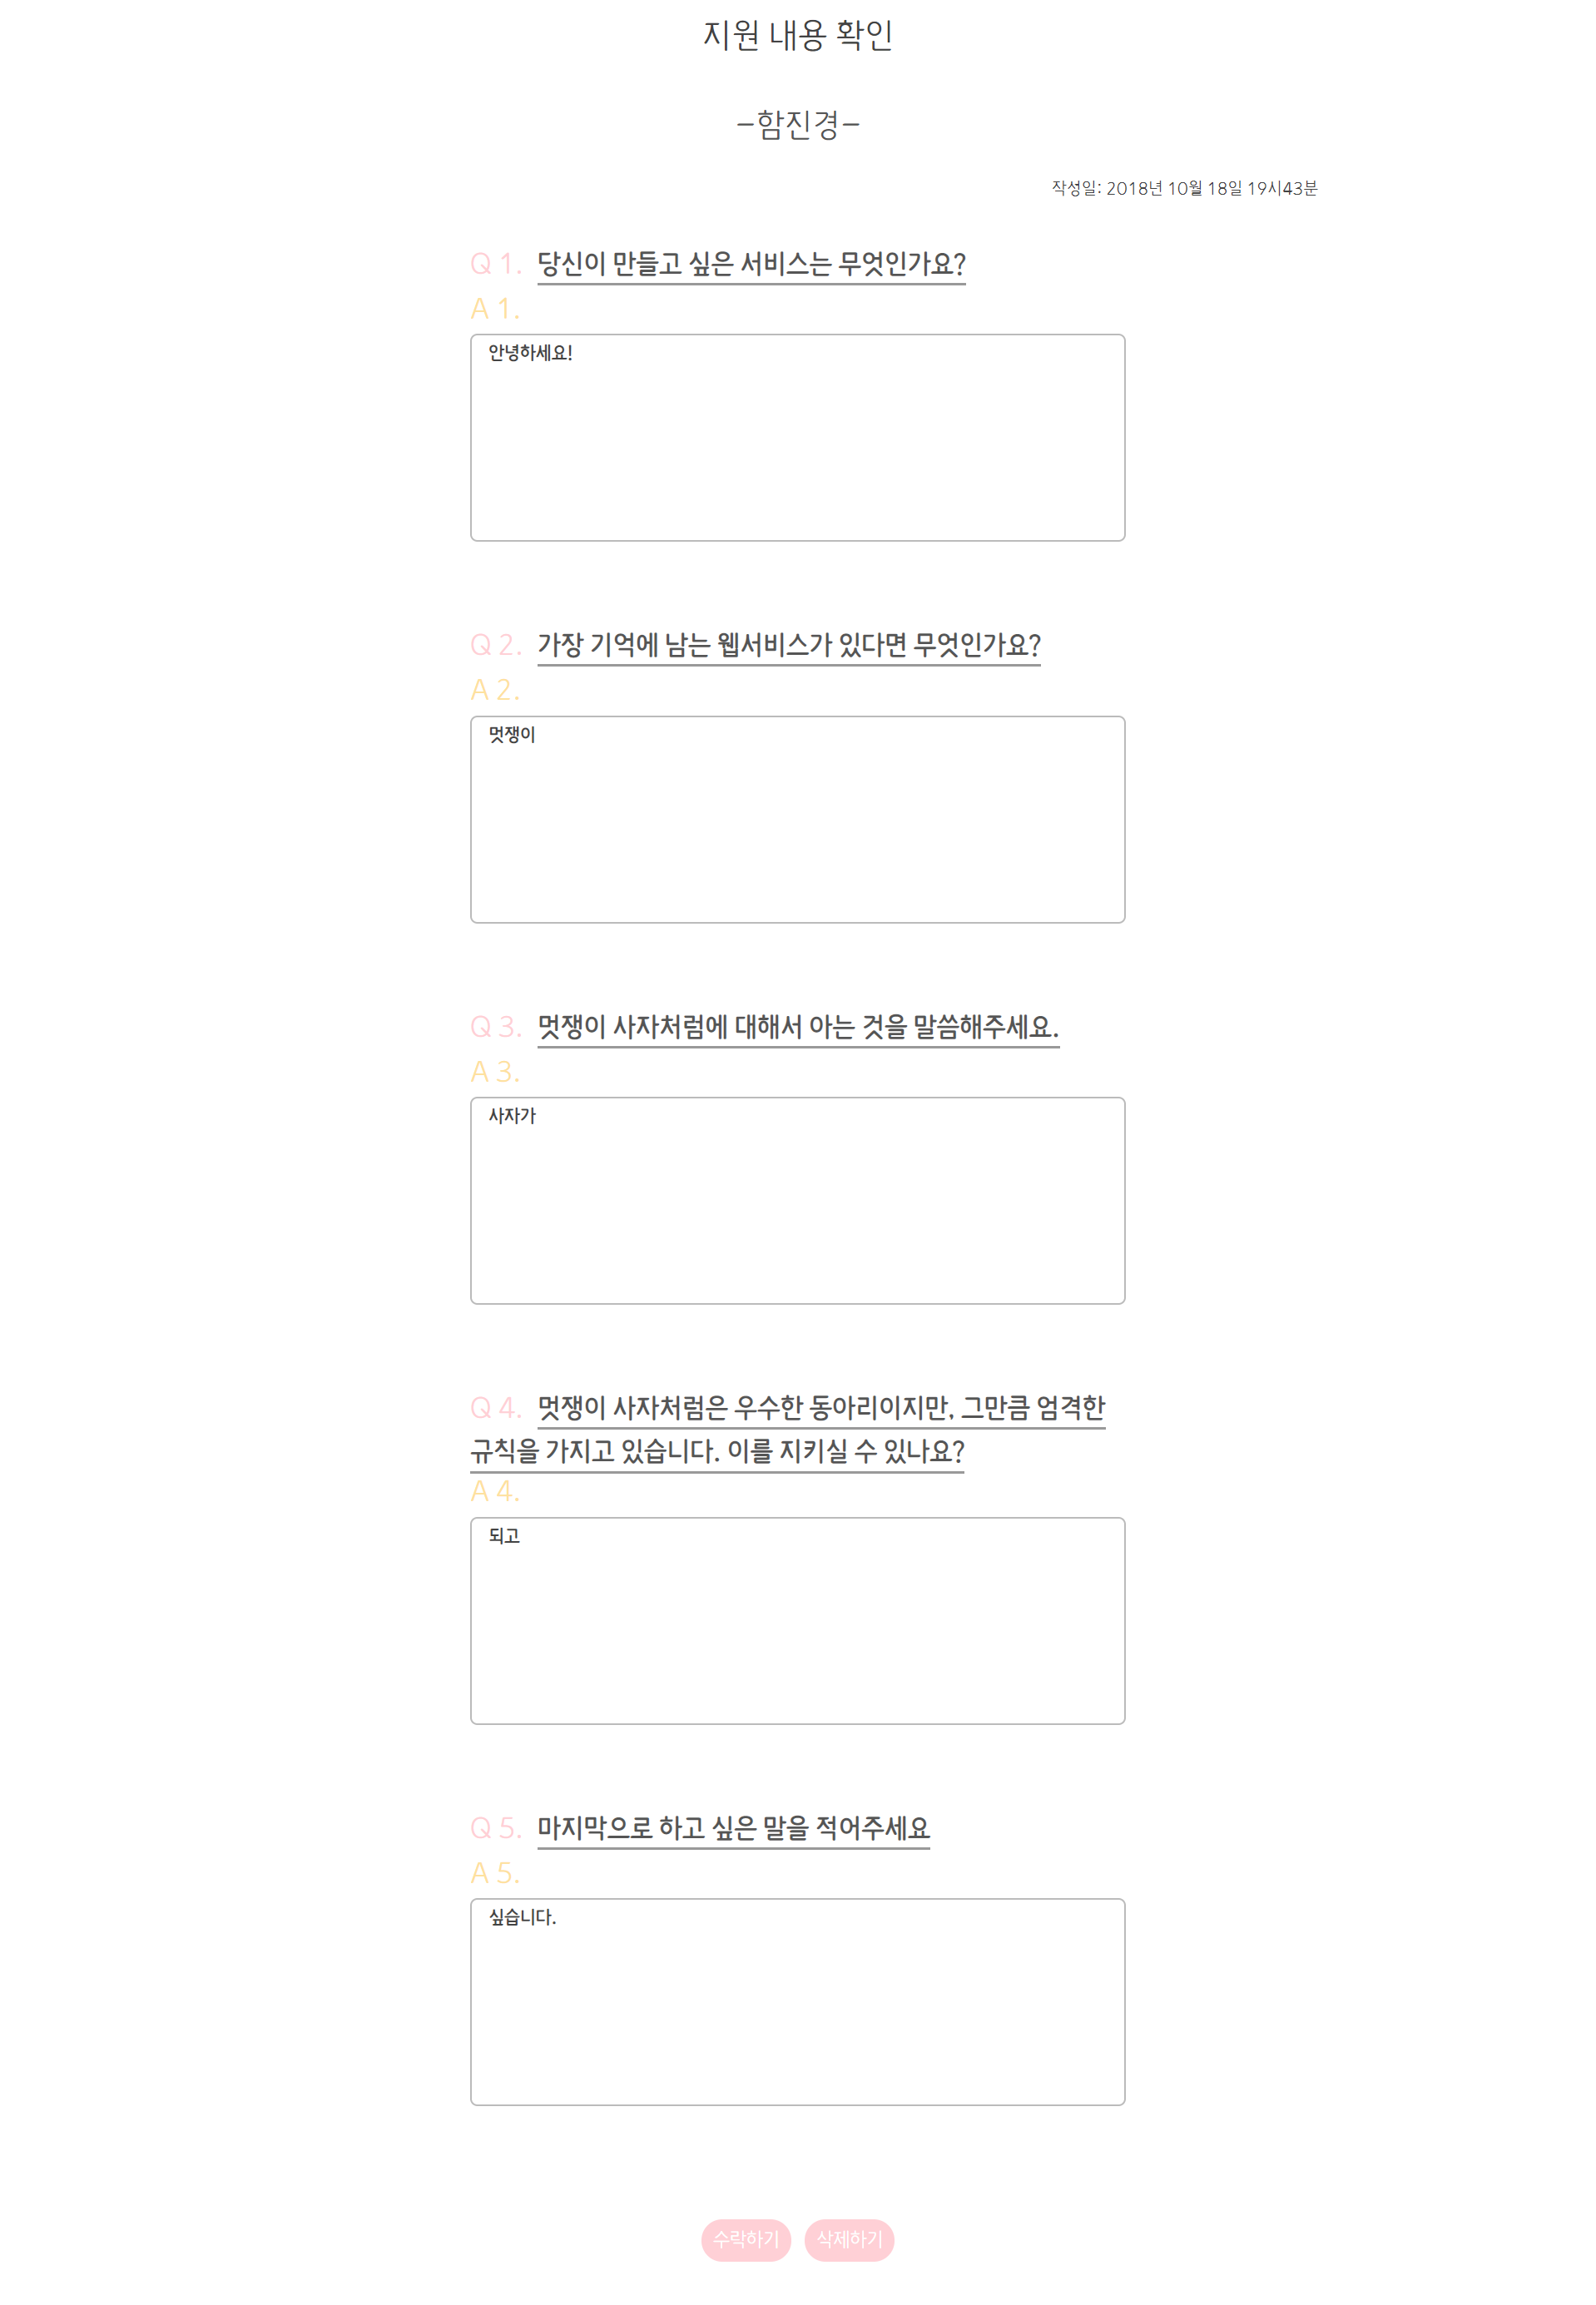 지원 내용 확인
-함진경-
작성일: 2018년 10월 18일 19시43분
Q 1. 당신이 만들고 싶은 서비스는 무엇인가요?
A 1.
안녕하세요!
Q 2. 가장 기억에 남는 웹서비스가 있다면 무엇인가요?
A 2.
멋쟁이
Q 3. 멋쟁이 사자처럼에 대해서 아는 것을 말씀해주세요.
A 3.
사자가
Q 4. 멋쟁이 사자처럼은 우수한 동아리이지만, 그만큼 엄격한
규칙을 가지고 있습니다. 이를 지키실 수 있나요?
A 4.
되고
Q 5. 마지막으로 하고 싶은 말을 적어주세요
A 5.
싶습니다.
수락하기 삭제하기